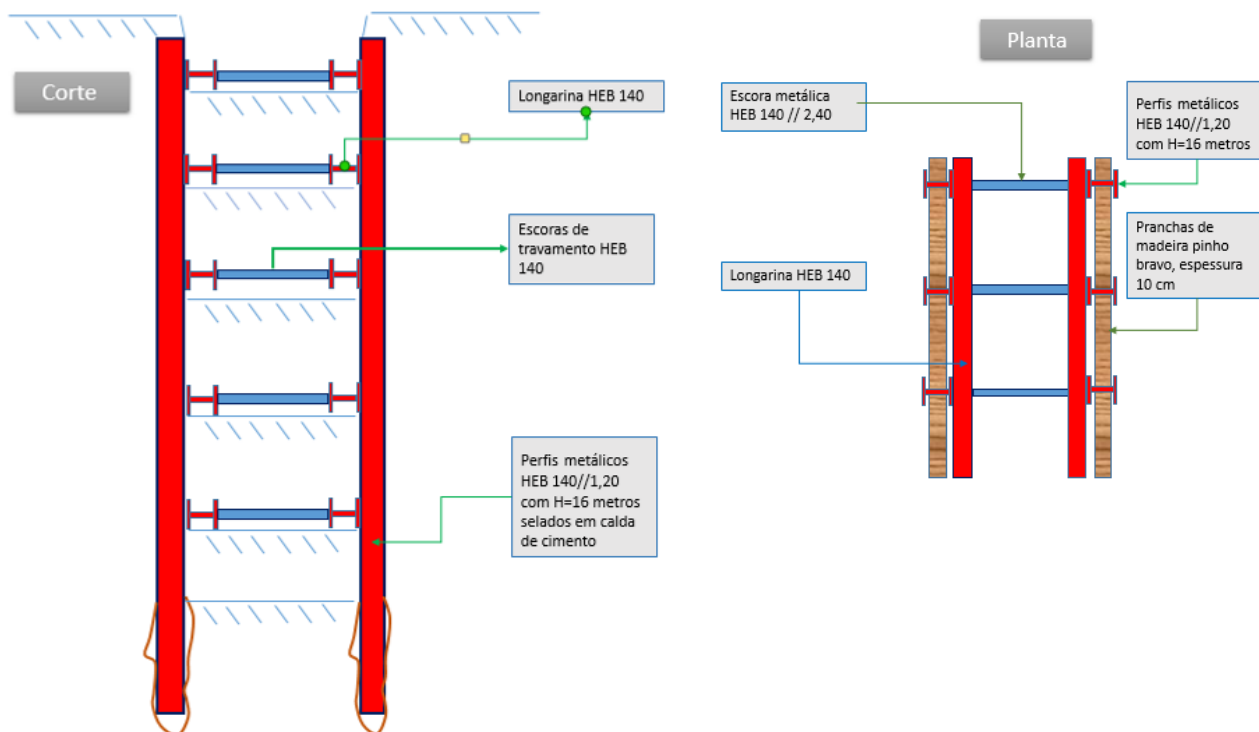 Corte
Longarina HEB 140
Escoras de
travamento HEB
140
Perfis metálicos
HEB 140//1,20
com H=16 metros
selados em calda
de cimento
Planta
Escora metálica
HEB 140 // 2,40
Perfis metálicos
HEB 140//1,20
com H=16 metros
Pranchas de
madeira pinho
bravo, espessura
10 cm
Longarina HEB 140